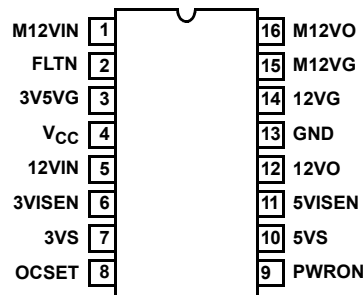 M12VIN 1 16 M12VO
FLTN 2 15 M12VG
3V5VG 3 14 12VG
VCC 4 13 GND
12VIN 5 12 12VO
3VISEN 6 11 5VISEN
3VS 7 10 5VS
OCSET 8 9 PWRON